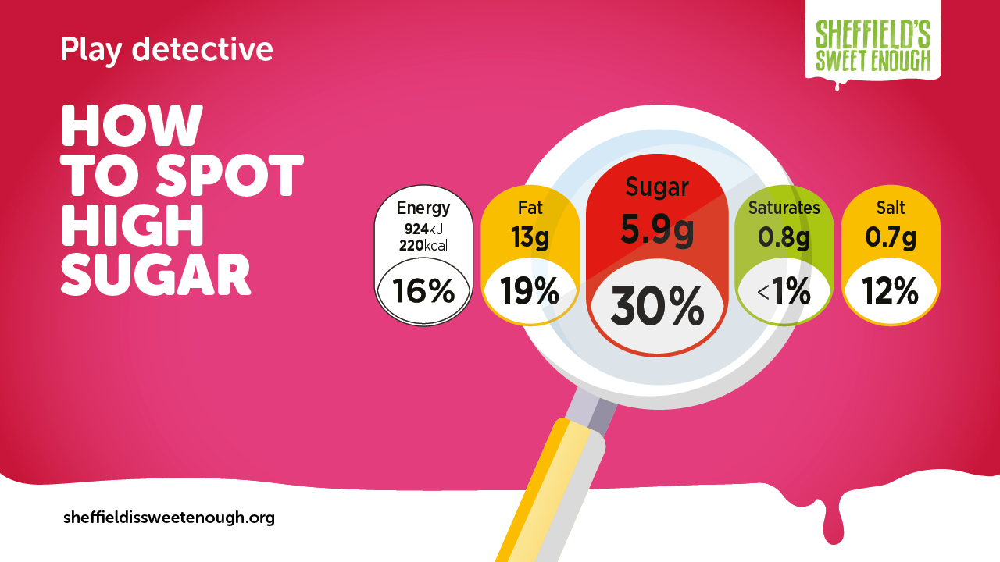 Play detective
SHEFFIELD'S
SWEET ENOUGH
HOW
TO SPOT
HIGH
SUGAR
Energy
924kJ
220kcal
16%
Fat
13g
19%
Sugar
5.9g
30%
Saturates
0.8g
<1%
Salt
0.7g
12%
sheffieldissweetenough.org